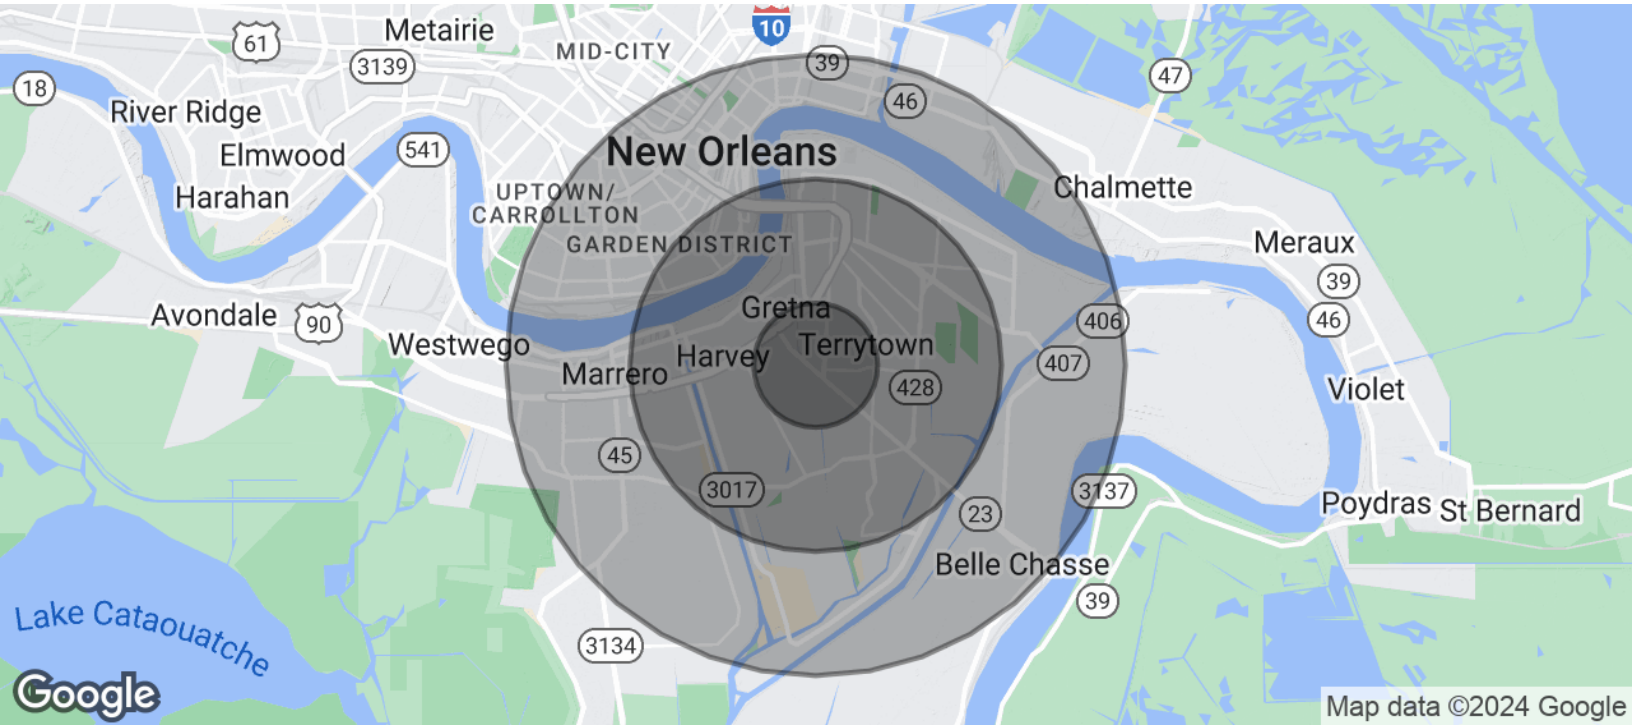 10
Metairie
61
MID-CITY
3139
39
47
18
46
River Ridge
New Orleans
541
Elmwood
Harahan
UPTOWN/
CARROLLTON
Chalmette
GARDEN DISTRICT
Meraux
39
Avondale
90
Gretna
406
46
Westwego
Harvey
Terrytown
407
Marrero
428
Violet
45
3017
3137
23
Poydras
St Bernard
Belle Chasse
39
Lake Cataouatche
3134
Google
Map data ©2024 Google